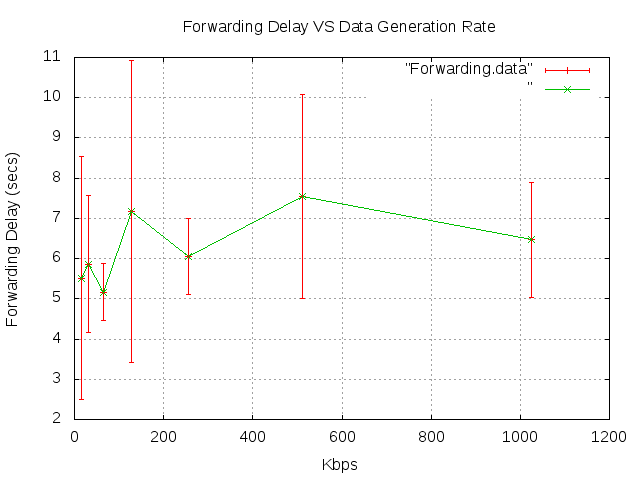 Forwarding Delay VS Data Generation Rate
11
10
9
8
7
6
5
4
3
2
0 200 400 600 800 1000 1200
Kbps
Forwarding Delay (secs)
"Forwarding.data"
"